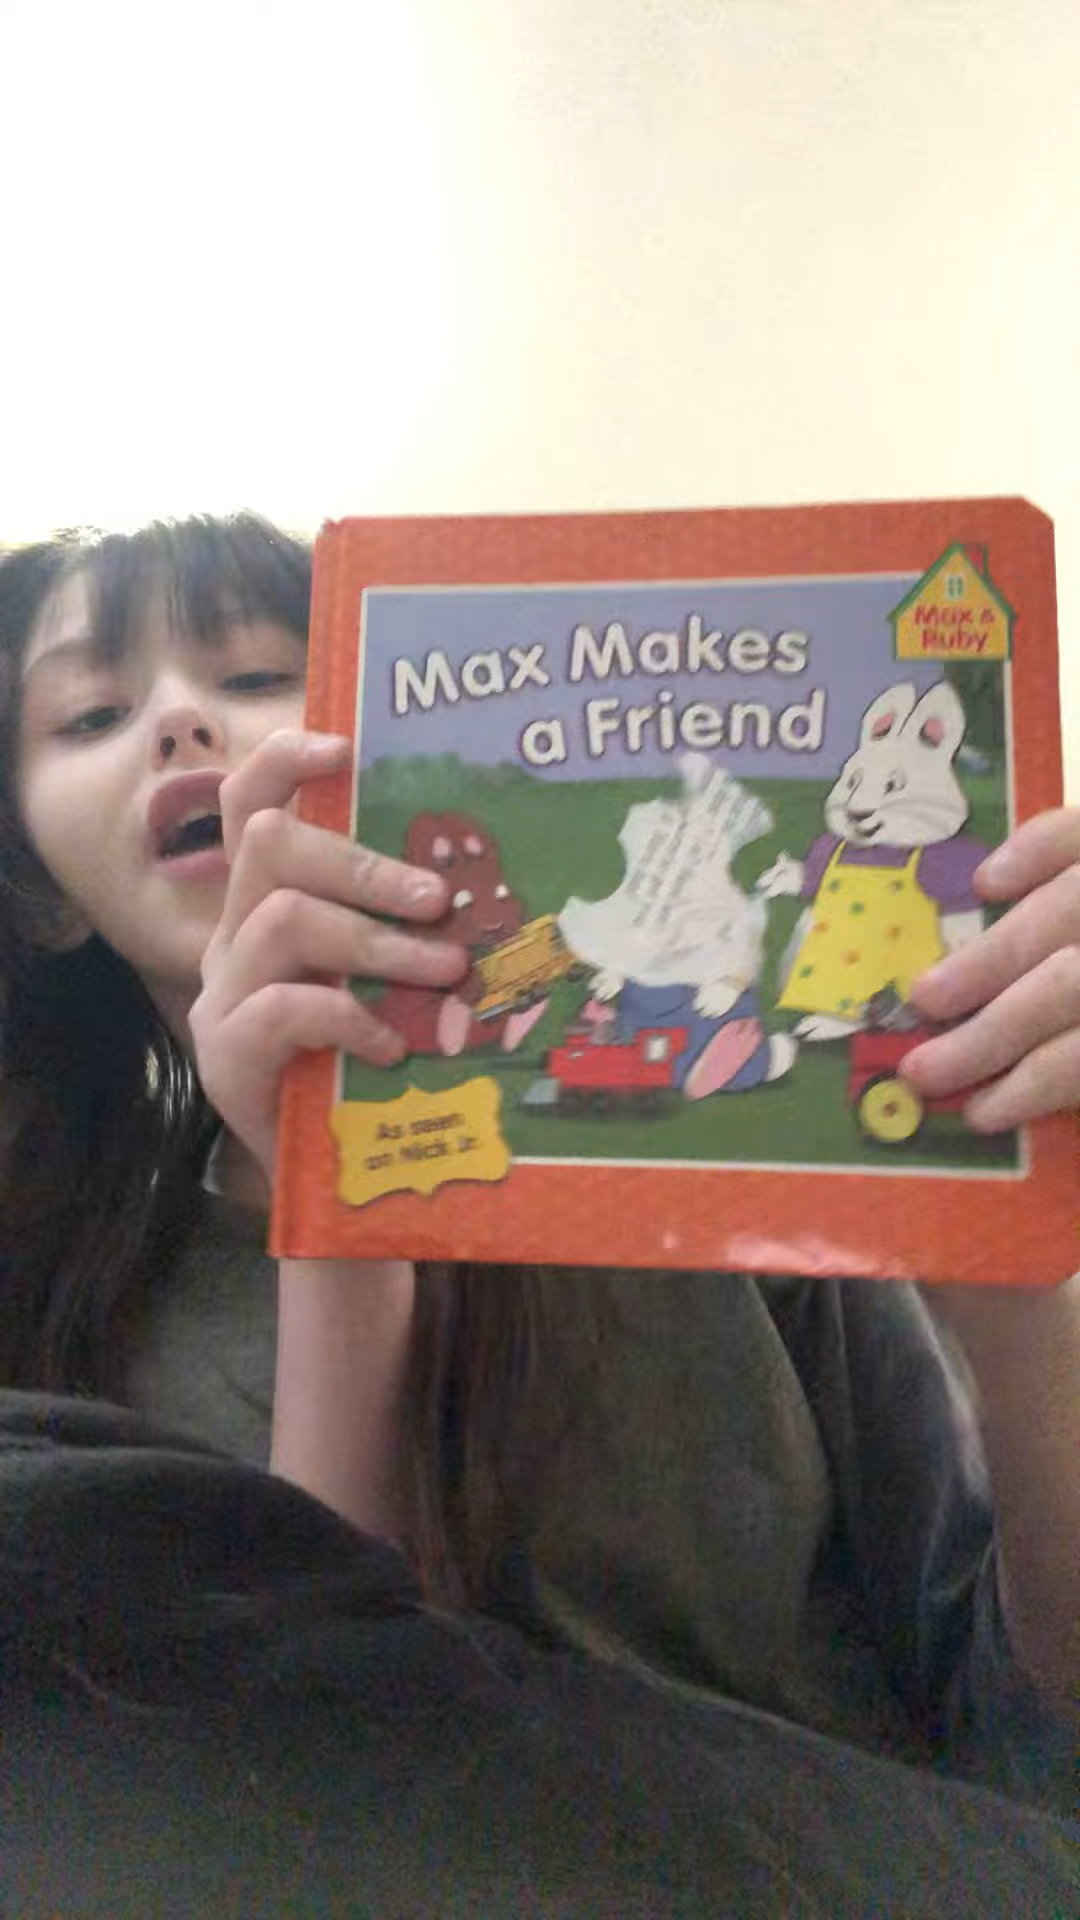 Max Makes
a Friend
Max &
Ruby
As seen
on Nick Jr.